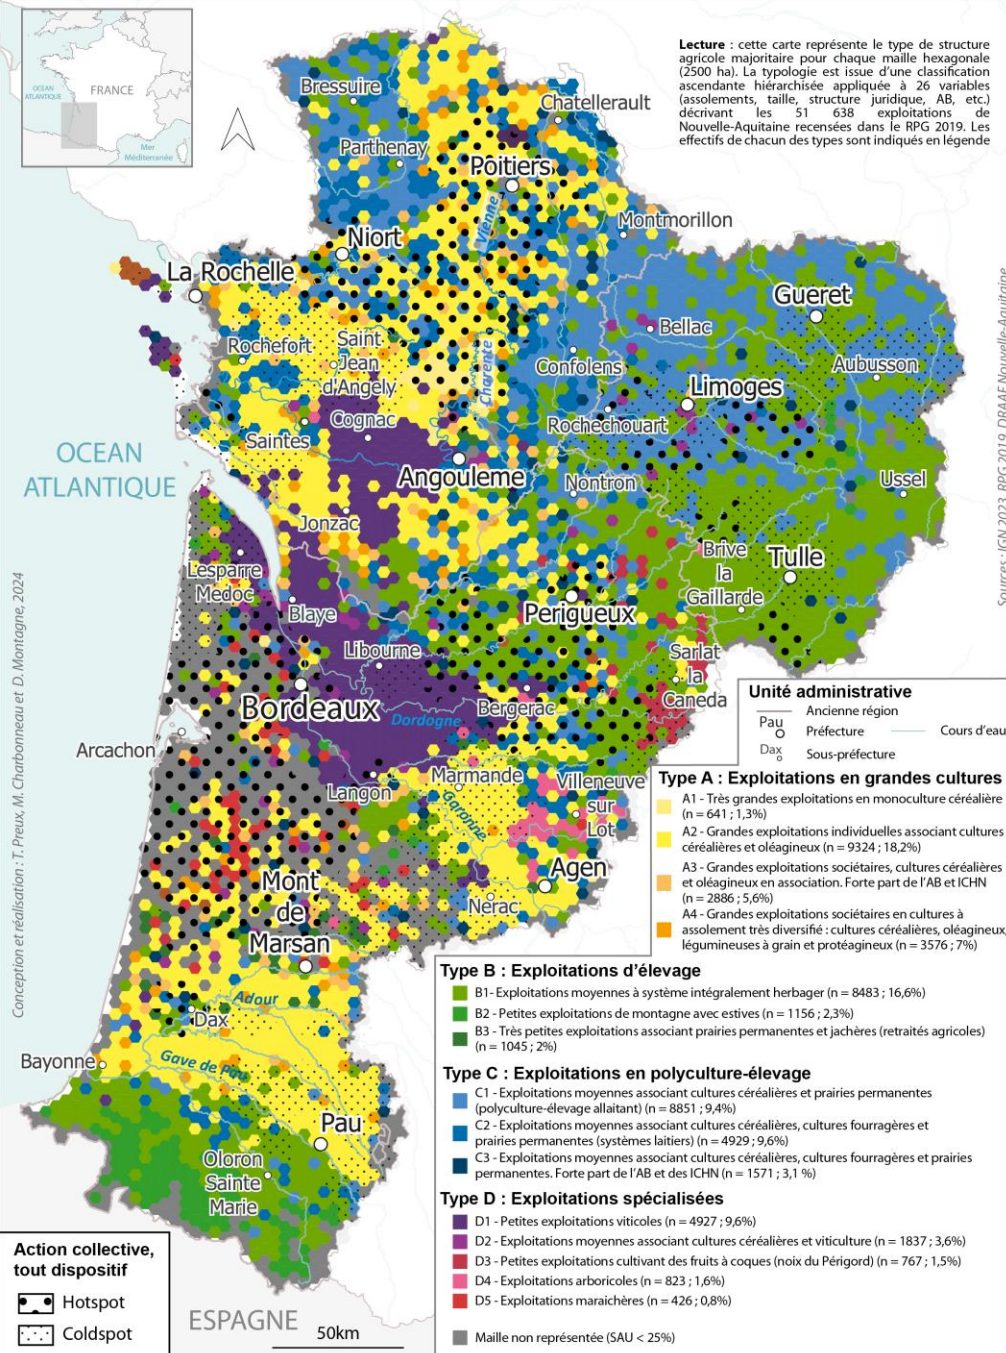 OCEAN
ATLANTIQUE
FRANCE
Mer
Méditerranée
Lecture : cette carte représente le type de structure
agricole majoritaire pour chaque maille hexagonale
(2500 ha). La typologie est issue d'une classification
ascendante hiérarchisée appliquée à 26 variables
(assolements, taille, structure juridique, AB, etc.)
décrivant les 51 638 exploitations de
Nouvelle-Aquitaine recensées dans le RPG 2019. Les
effectifs de chacun des types sont indiqués en légende
Bressuire
Chatellerault
Parthenay
Poitiers
Vienne
Montmorillon
Niort
La Rochelle
Gueret
Bellac
Rochefort
Saint
Jean
d'Angely
Charente
Confolens
Aubusson
Limoges
Cognac
Rochechouart
Saintes
OCEAN
ATLANTIQUE
Angouleme
Nontron
Ussel
Jonzac
Brive
la
Gaillarde
Tulle
Lesparre
Medoc
Blaye
Perigueux
Libourne
Sarlat
la
Caneda
Bordeaux
Dordogne
Bergerac
Arcachon
Langon
Marmande
Garonne
Villeneuve
sur
Lot
Agen
Nerac
Mont
de
Marsan
Adour
Dax
Bayonne
Gave de Pau
Pau
Oloron
Sainte
Marie
ESPAGNE
50km
Conception et réalisation : T. Preux, M. Charbonneau et D. Montagne, 2024
Sources : IGN 2023, RPG 2019, DRAAF Nouvelle-Aquitaine
Unité administrative
Ancienne région
Pau
Préfecture
Cours d'eau
Dax
Sous-préfecture
Type A : Exploitations en grandes cultures
A1 - Très grandes exploitations en monoculture céréalière
(n = 641 ; 1,3%)
A2 - Grandes exploitations individuelles associant cultures
céréalières et oléagineux (n = 9324 ; 18,2%)
A3 - Grandes exploitations sociétaires, cultures céréalières
et oléagineux en association. Forte part de l'AB et ICHN
(n = 2886 ; 5,6%)
A4 - Grandes exploitations sociétaires en cultures à
assolement très diversifié : cultures céréalières, oléagineux,
légumineuses à grain et protéagineux (n = 3576 ; 7%)
Type B : Exploitations d'élevage
B1- Exploitations moyennes à système intégralement herbager (n = 8483 ; 16,6%)
B2 - Petites exploitations de montagne avec estives (n = 1156 ; 2,3%)
B3 - Très petites exploitations associant prairies permanentes et jachères (retraités agricoles)
(n = 1045 ; 2%)
Type C : Exploitations en polyculture-élevage
C1 - Exploitations moyennes associant cultures céréalières et prairies permanentes
(polyculture-élevage allaitant) (n = 8851 ; 9,4%)
C2 - Exploitations moyennes associant cultures céréalières, cultures fourragères et
prairies permanentes (systèmes laitiers) (n = 4929 ; 9,6%)
C3 - Exploitations moyennes associant cultures céréalières, cultures fourragères et prairies
permanentes. Forte part de l'AB et des ICHN (n = 1571 ; 3,1 %)
Type D : Exploitations spécialisées
D1 - Petites exploitations viticoles (n = 4927 ; 9,6%)
D2 - Exploitations moyennes associant cultures céréalières et viticulture (n = 1837 ; 3,6%)
D3 - Petites exploitations cultivant des fruits à coques (noix du Périgord) (n = 767 ; 1,5%)
D4 - Exploitations arboricoles (n = 823 ; 1,6%)
D5 - Exploitations maraichères (n = 426 ; 0,8%)
Maille non représentée (SAU < 25%)
Action collective,
tout dispositif
Hotspot
Coldspot